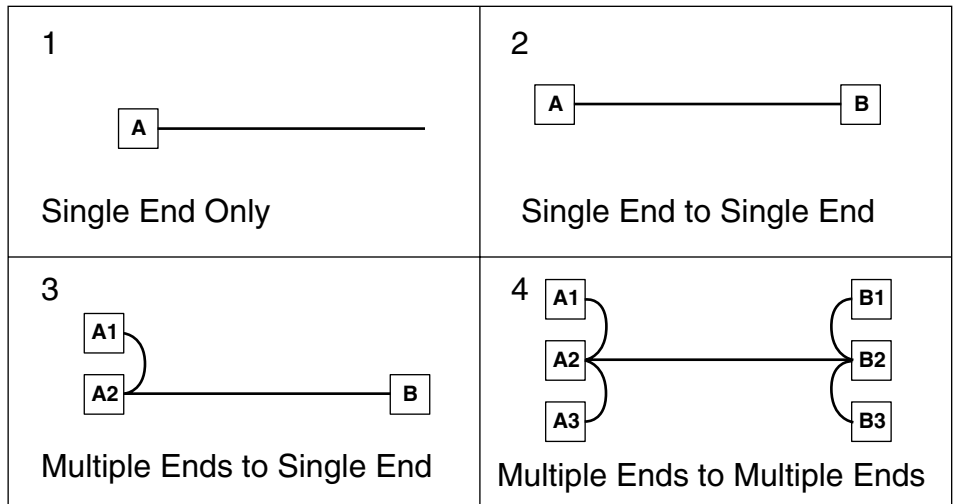 1
A
Single End Only
2
A B
Single End to Single End
3
A1
A2 B
Multiple Ends to Single End
4
A1 B1
A2 B2
A3 B3
Multiple Ends to Multiple Ends